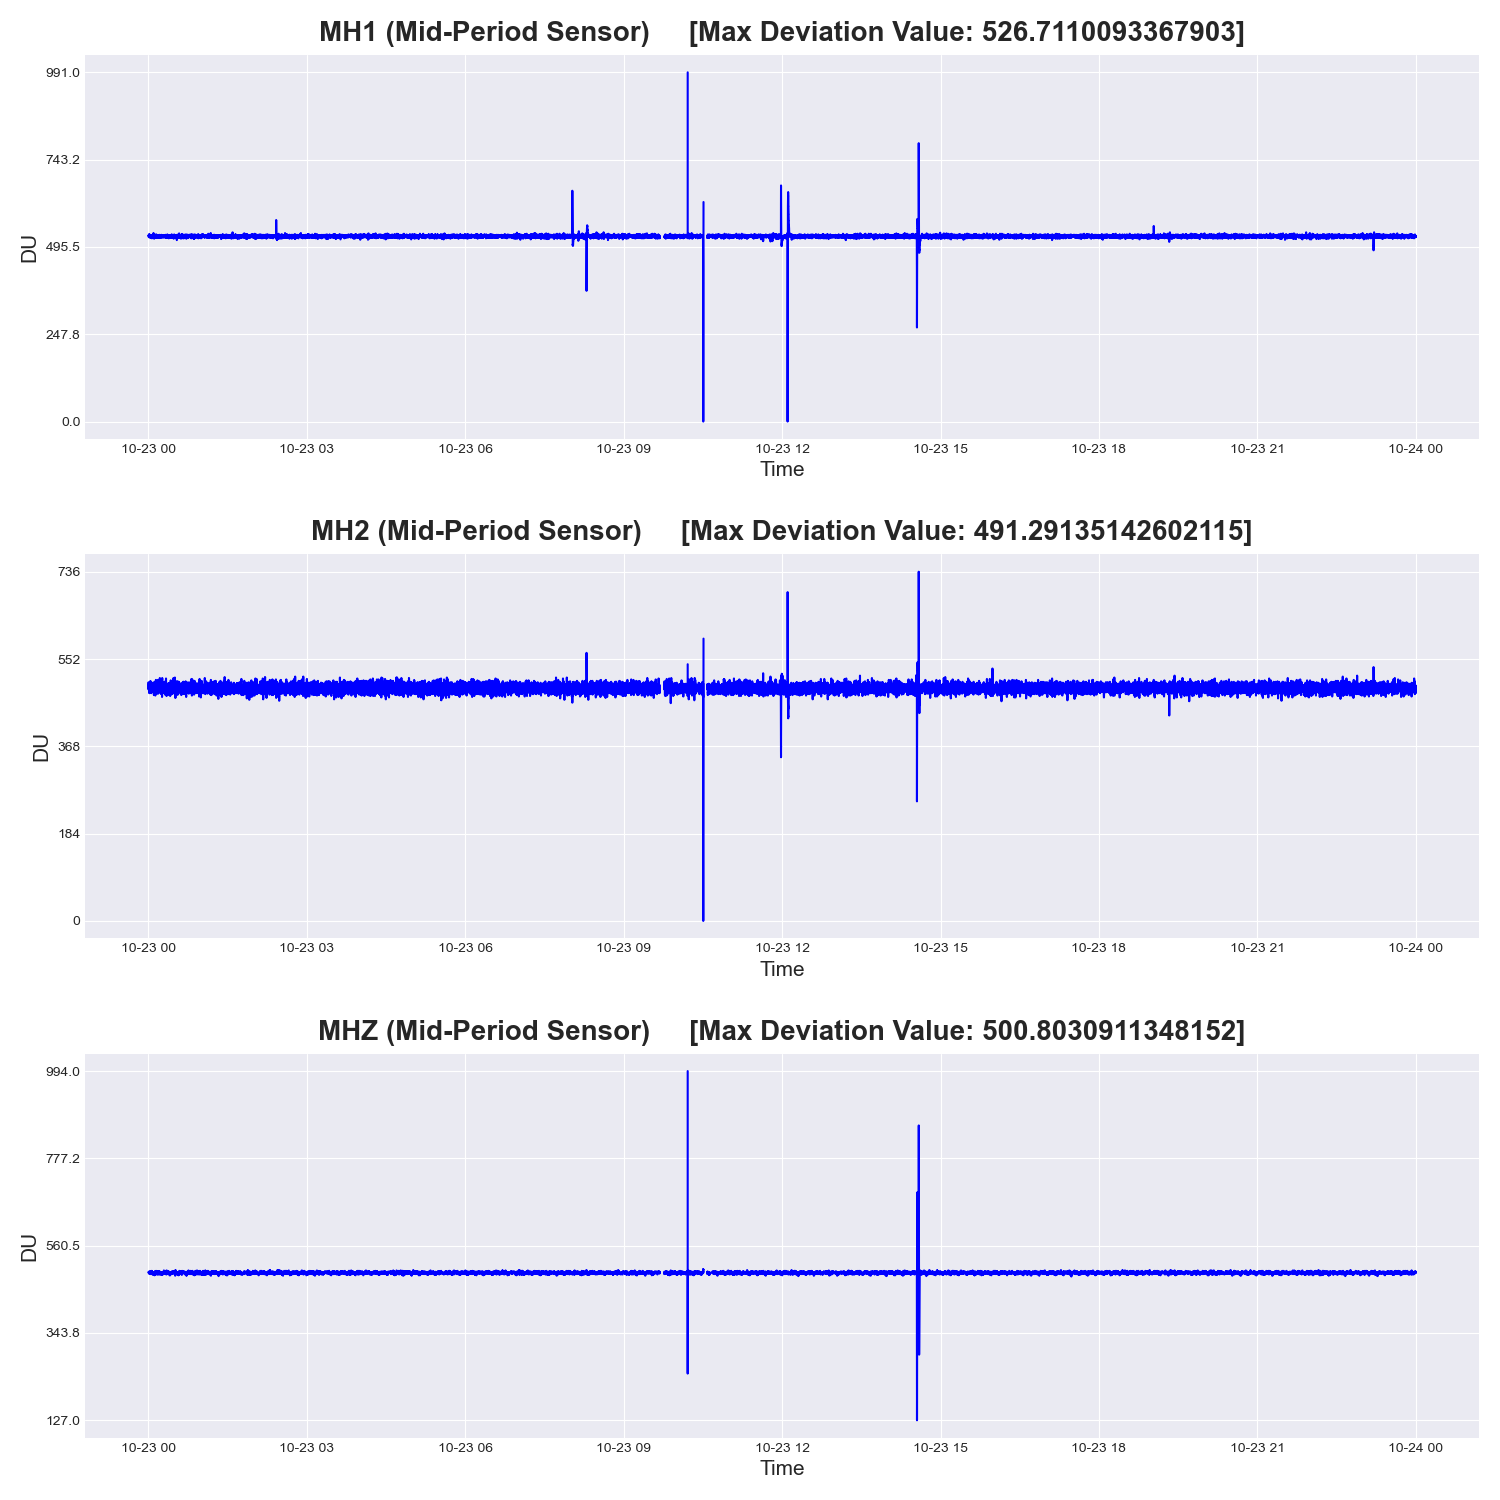 MH1 (Mid-Period Sensor) [Max Deviation Value: 526.7110093367903]
991.0
743.2
495.5
247.8
0.0
DU
10-23 00 10-23 03 10-23 06 10-23 09 10-23 12 10-23 15 10-23 18 10-23 21 10-24 00
Time
MH2 (Mid-Period Sensor) [Max Deviation Value: 491.29135142602115]
736
552
368
184
0
DU
10-23 00 10-23 03 10-23 06 10-23 09 10-23 12 10-23 15 10-23 18 10-23 21 10-24 00
Time
MHZ (Mid-Period Sensor) [Max Deviation Value: 500.8030911348152]
994.0
777.2
560.5
343.8
127.0
DU
10-23 00 10-23 03 10-23 06 10-23 09 10-23 12 10-23 15 10-23 18 10-23 21 10-24 00
Time